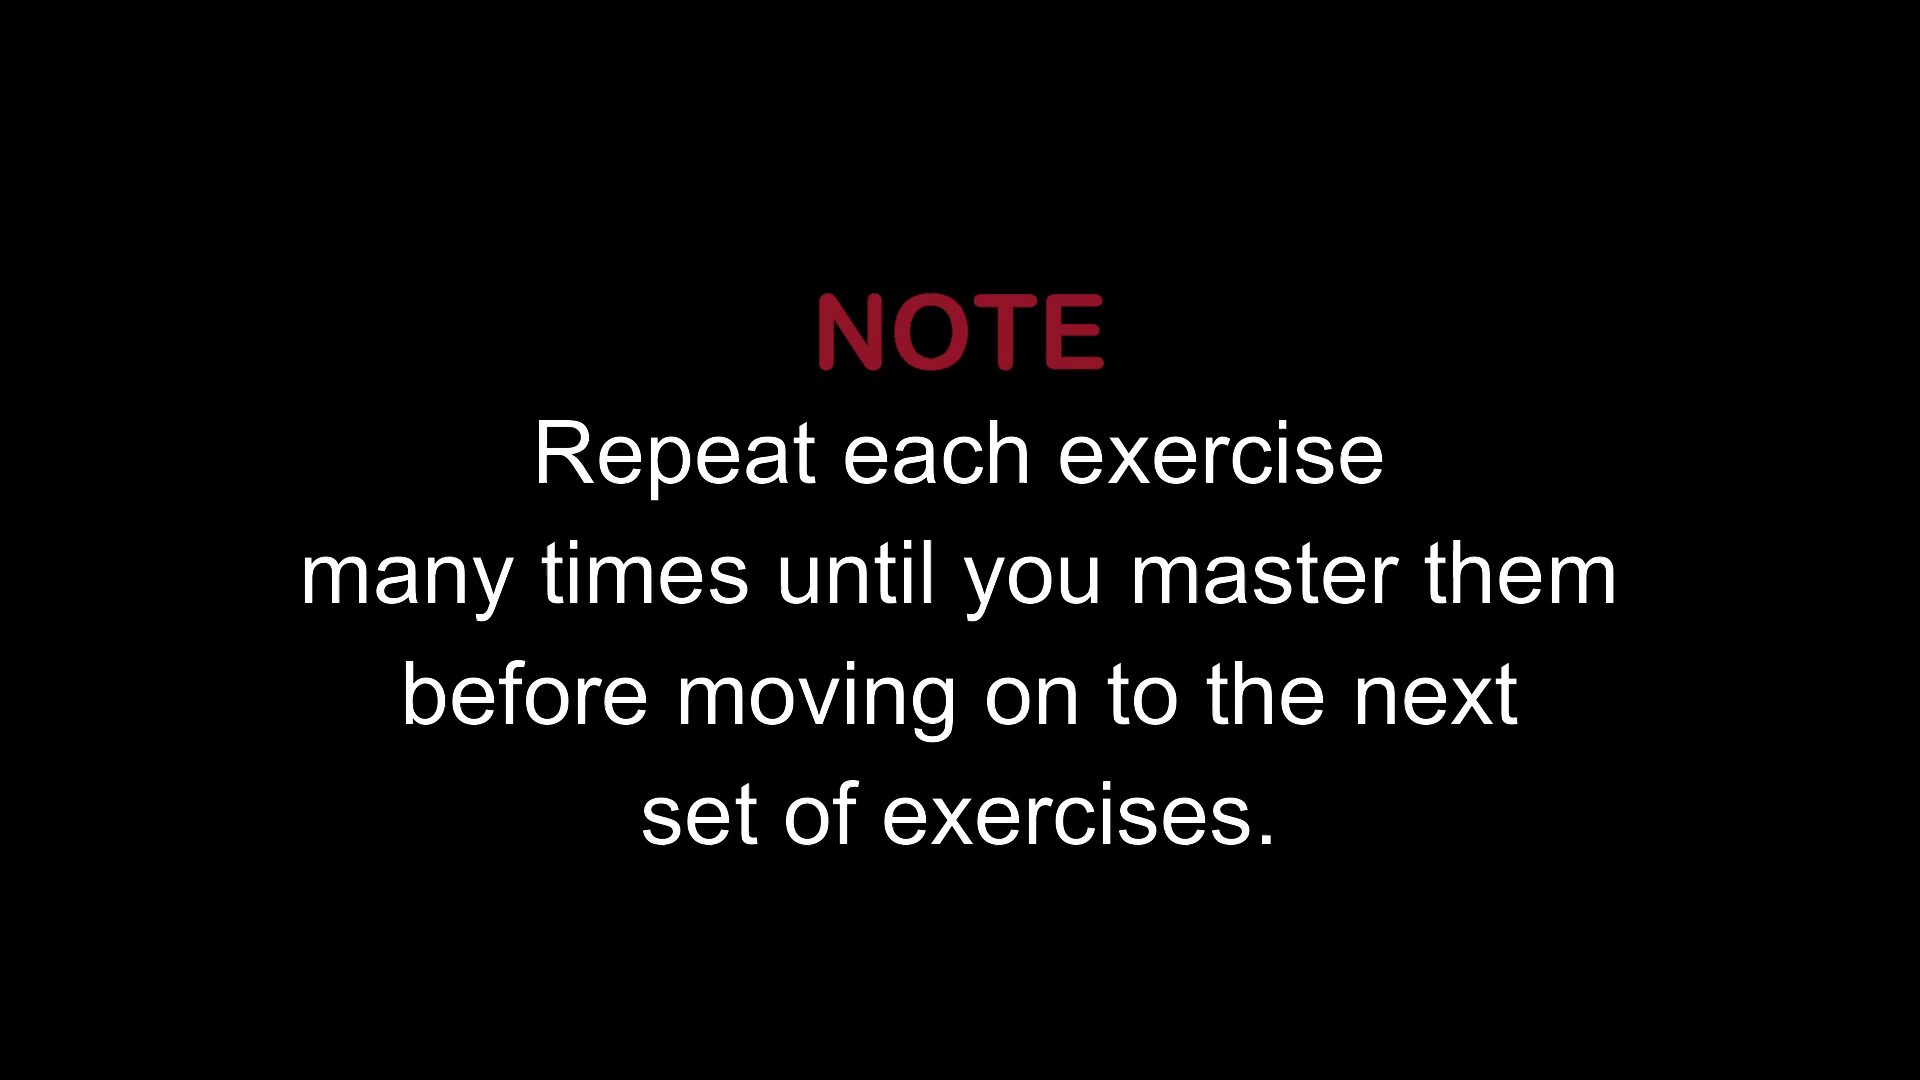 NOTE
Repeat each exercise
many times until you master them
before moving on to the next
set of exercises.